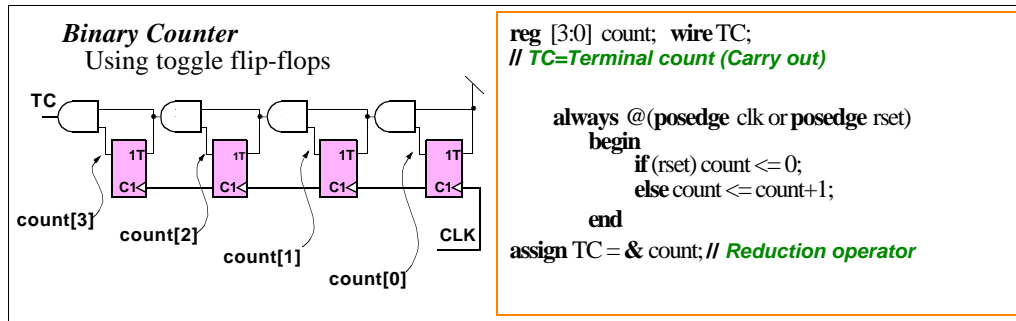 Binary Counter
Using toggle flip-flops
TC
1T
1T
1T
1T
C1
C1
C1
C1
count[3]
count[2]
count[1]
count[0]
CLK
reg [3:0] count; wire TC;
// TC=Terminal count (Carry out)
always @(posedge clk or posedge rset)
begin
if (rset) count <= 0;
else count <= count+1;
end
assign TC = & count; // Reduction operator